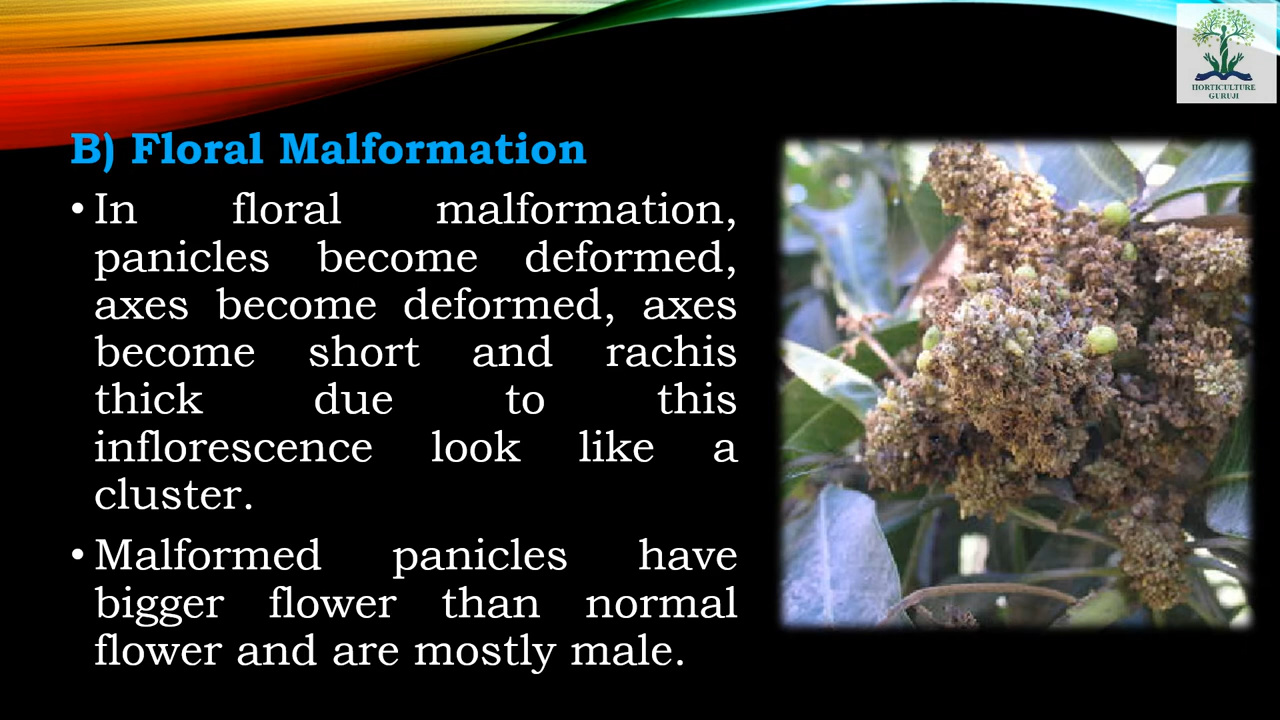 HORTICULTURE
GURUJI
B) Floral Malformation
• In floral malformation,
panicles become deformed,
axes become deformed, axes
become short and rachis
thick due to this
inflorescence look like a
cluster.
• Malformed panicles have
bigger flower than normal
flower and are mostly male.